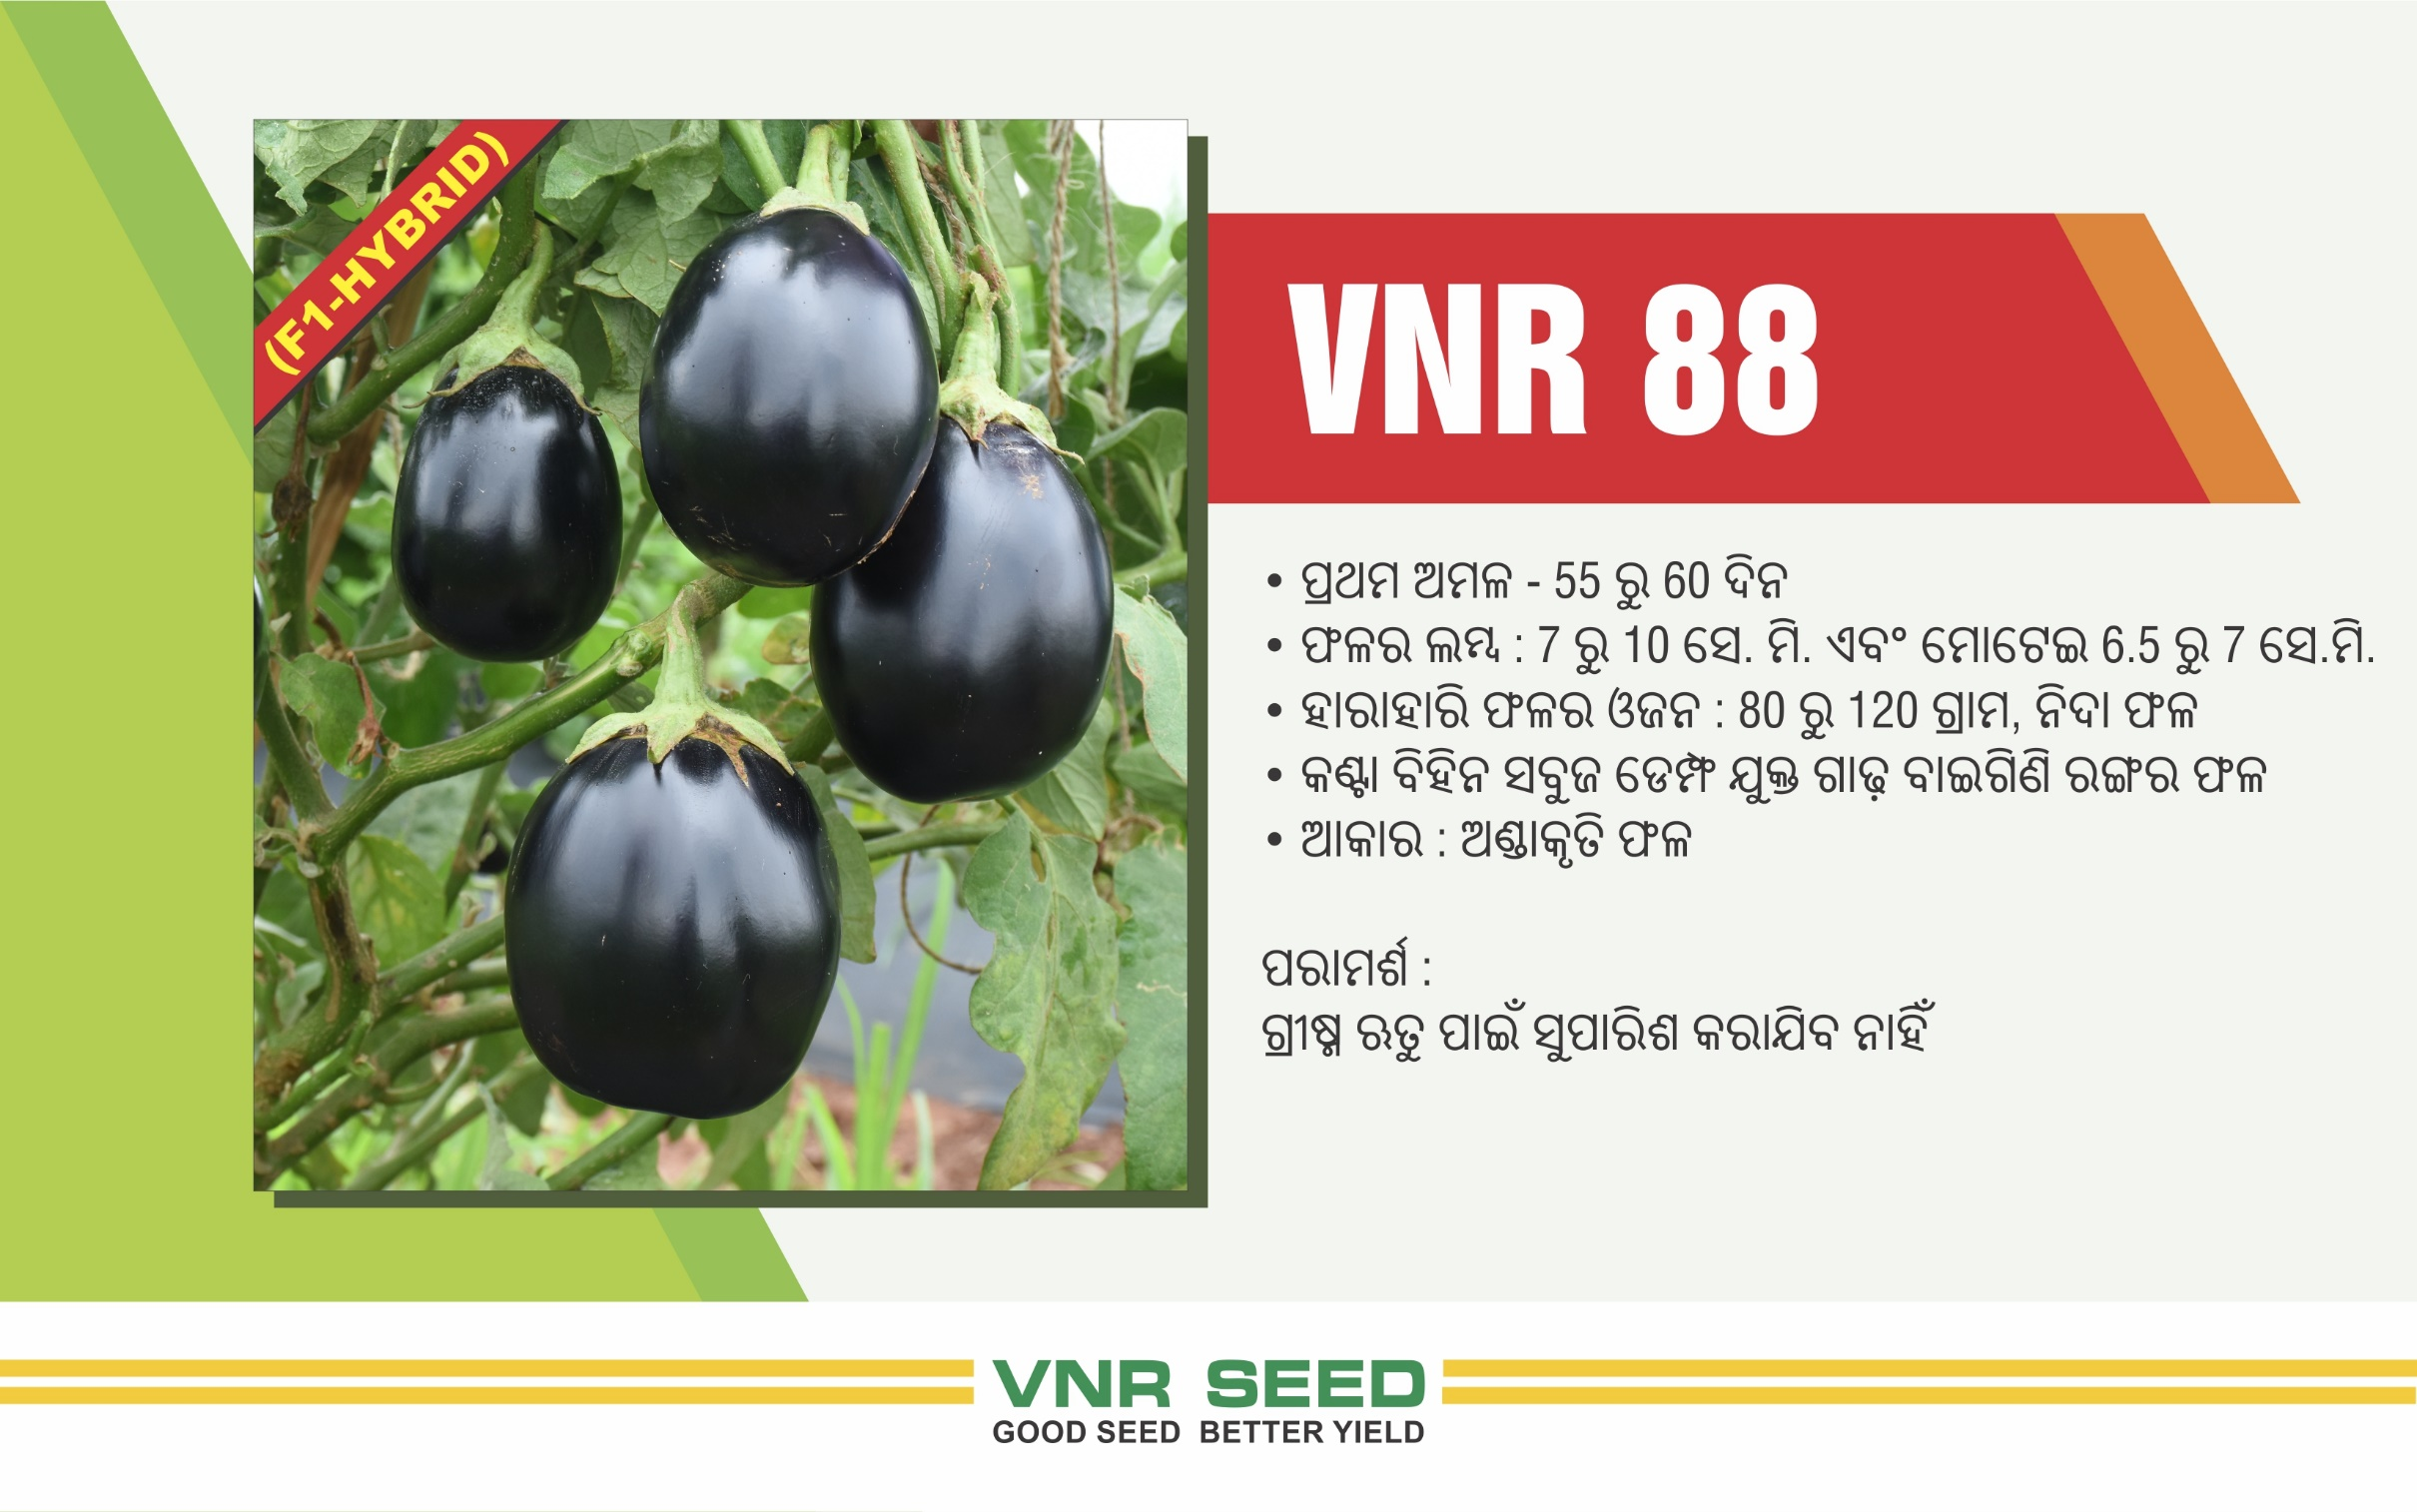 (F1-HYBRID)
VNR 88
• ପ୍ରଥମ ଅମଳ - 55 ରୁ 60 ଦିନ
• ଫଳର ଲମ୍ବ : 7 ରୁ 10 ସେ. ମି. ଏବଂ ମୋଟେଇ 6.5 ରୁ 7 ସେ.ମି.
• ହାରାହାରି ଫଳର ଓଜନ : 80 ରୁ 120 ଗ୍ରାମ, ନିଦା ଫଳ
• କଣ୍ଟା ବିହିନ ସବୁଜ ଡେମ୍ଫ ଯୁକ୍ତ ଗାଢ଼ ବାଇଗିଣି ରଙ୍ଗର ଫଳ
• ଆକାର : ଅଣ୍ଡାକୃତି ଫଳ
ପରାମର୍ଶ :
ଗ୍ରୀଷ୍ମ ଋତୁ ପାଇଁ ସୁପାରିଶ କରାଯିବ ନାହିଁ
VNR SEED
GOOD SEED BETTER YIELD